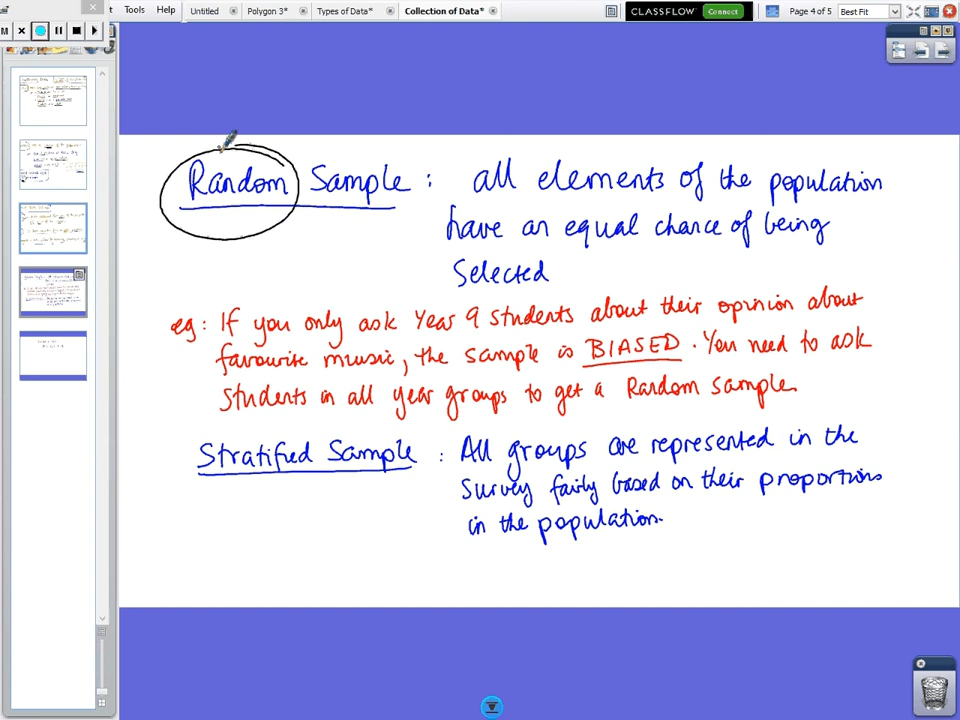 Tools Help Untitled Polygon 3* Types of Data* Collection of Data* CLASSFLOW Connect Page 4 of 5 Best Fit
M
Random Sample : all elements of the population
have an equal chance of being
Selected
eg: If you only ask Year 9 students about their opinion about
favourite music, the sample is BIASED. You need to ask
students in all year groups to get a Random sample.
Stratified Sample : All groups are represented in the
survey fairly based on their proportions
in the population.